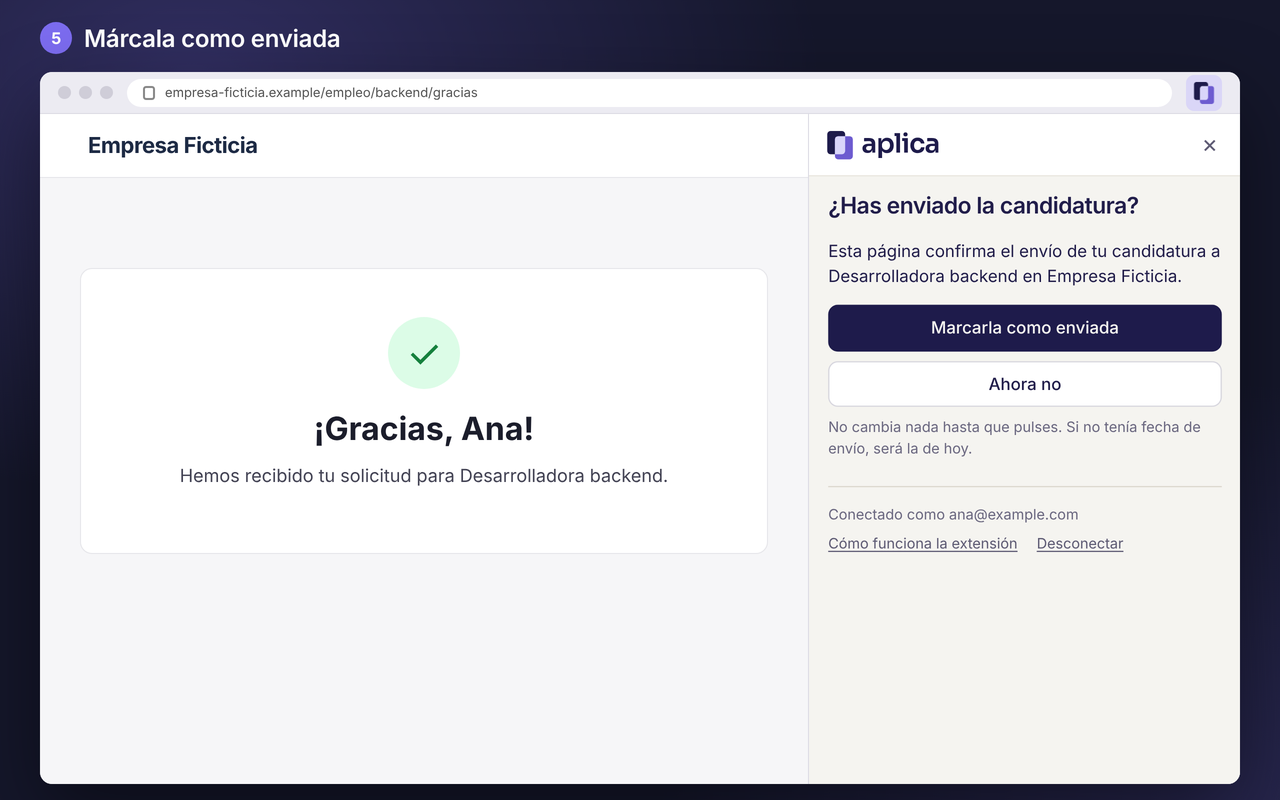 5
Márcala como enviada
empresa-ficticia.example/empleo/backend/gracias
Empresa Ficticia
¡Gracias, Ana!
Hemos recibido tu solicitud para Desarrolladora backend.
aplica
×
¿Has enviado la candidatura?
Esta página confirma el envío de tu candidatura a
Desarrolladora backend en Empresa Ficticia.
Marcarla como enviada
Ahora no
No cambia nada hasta que pulses. Si no tenía fecha de
envío, será la de hoy.
Conectado como ana@example.com
Cómo funciona la extensión Desconectar